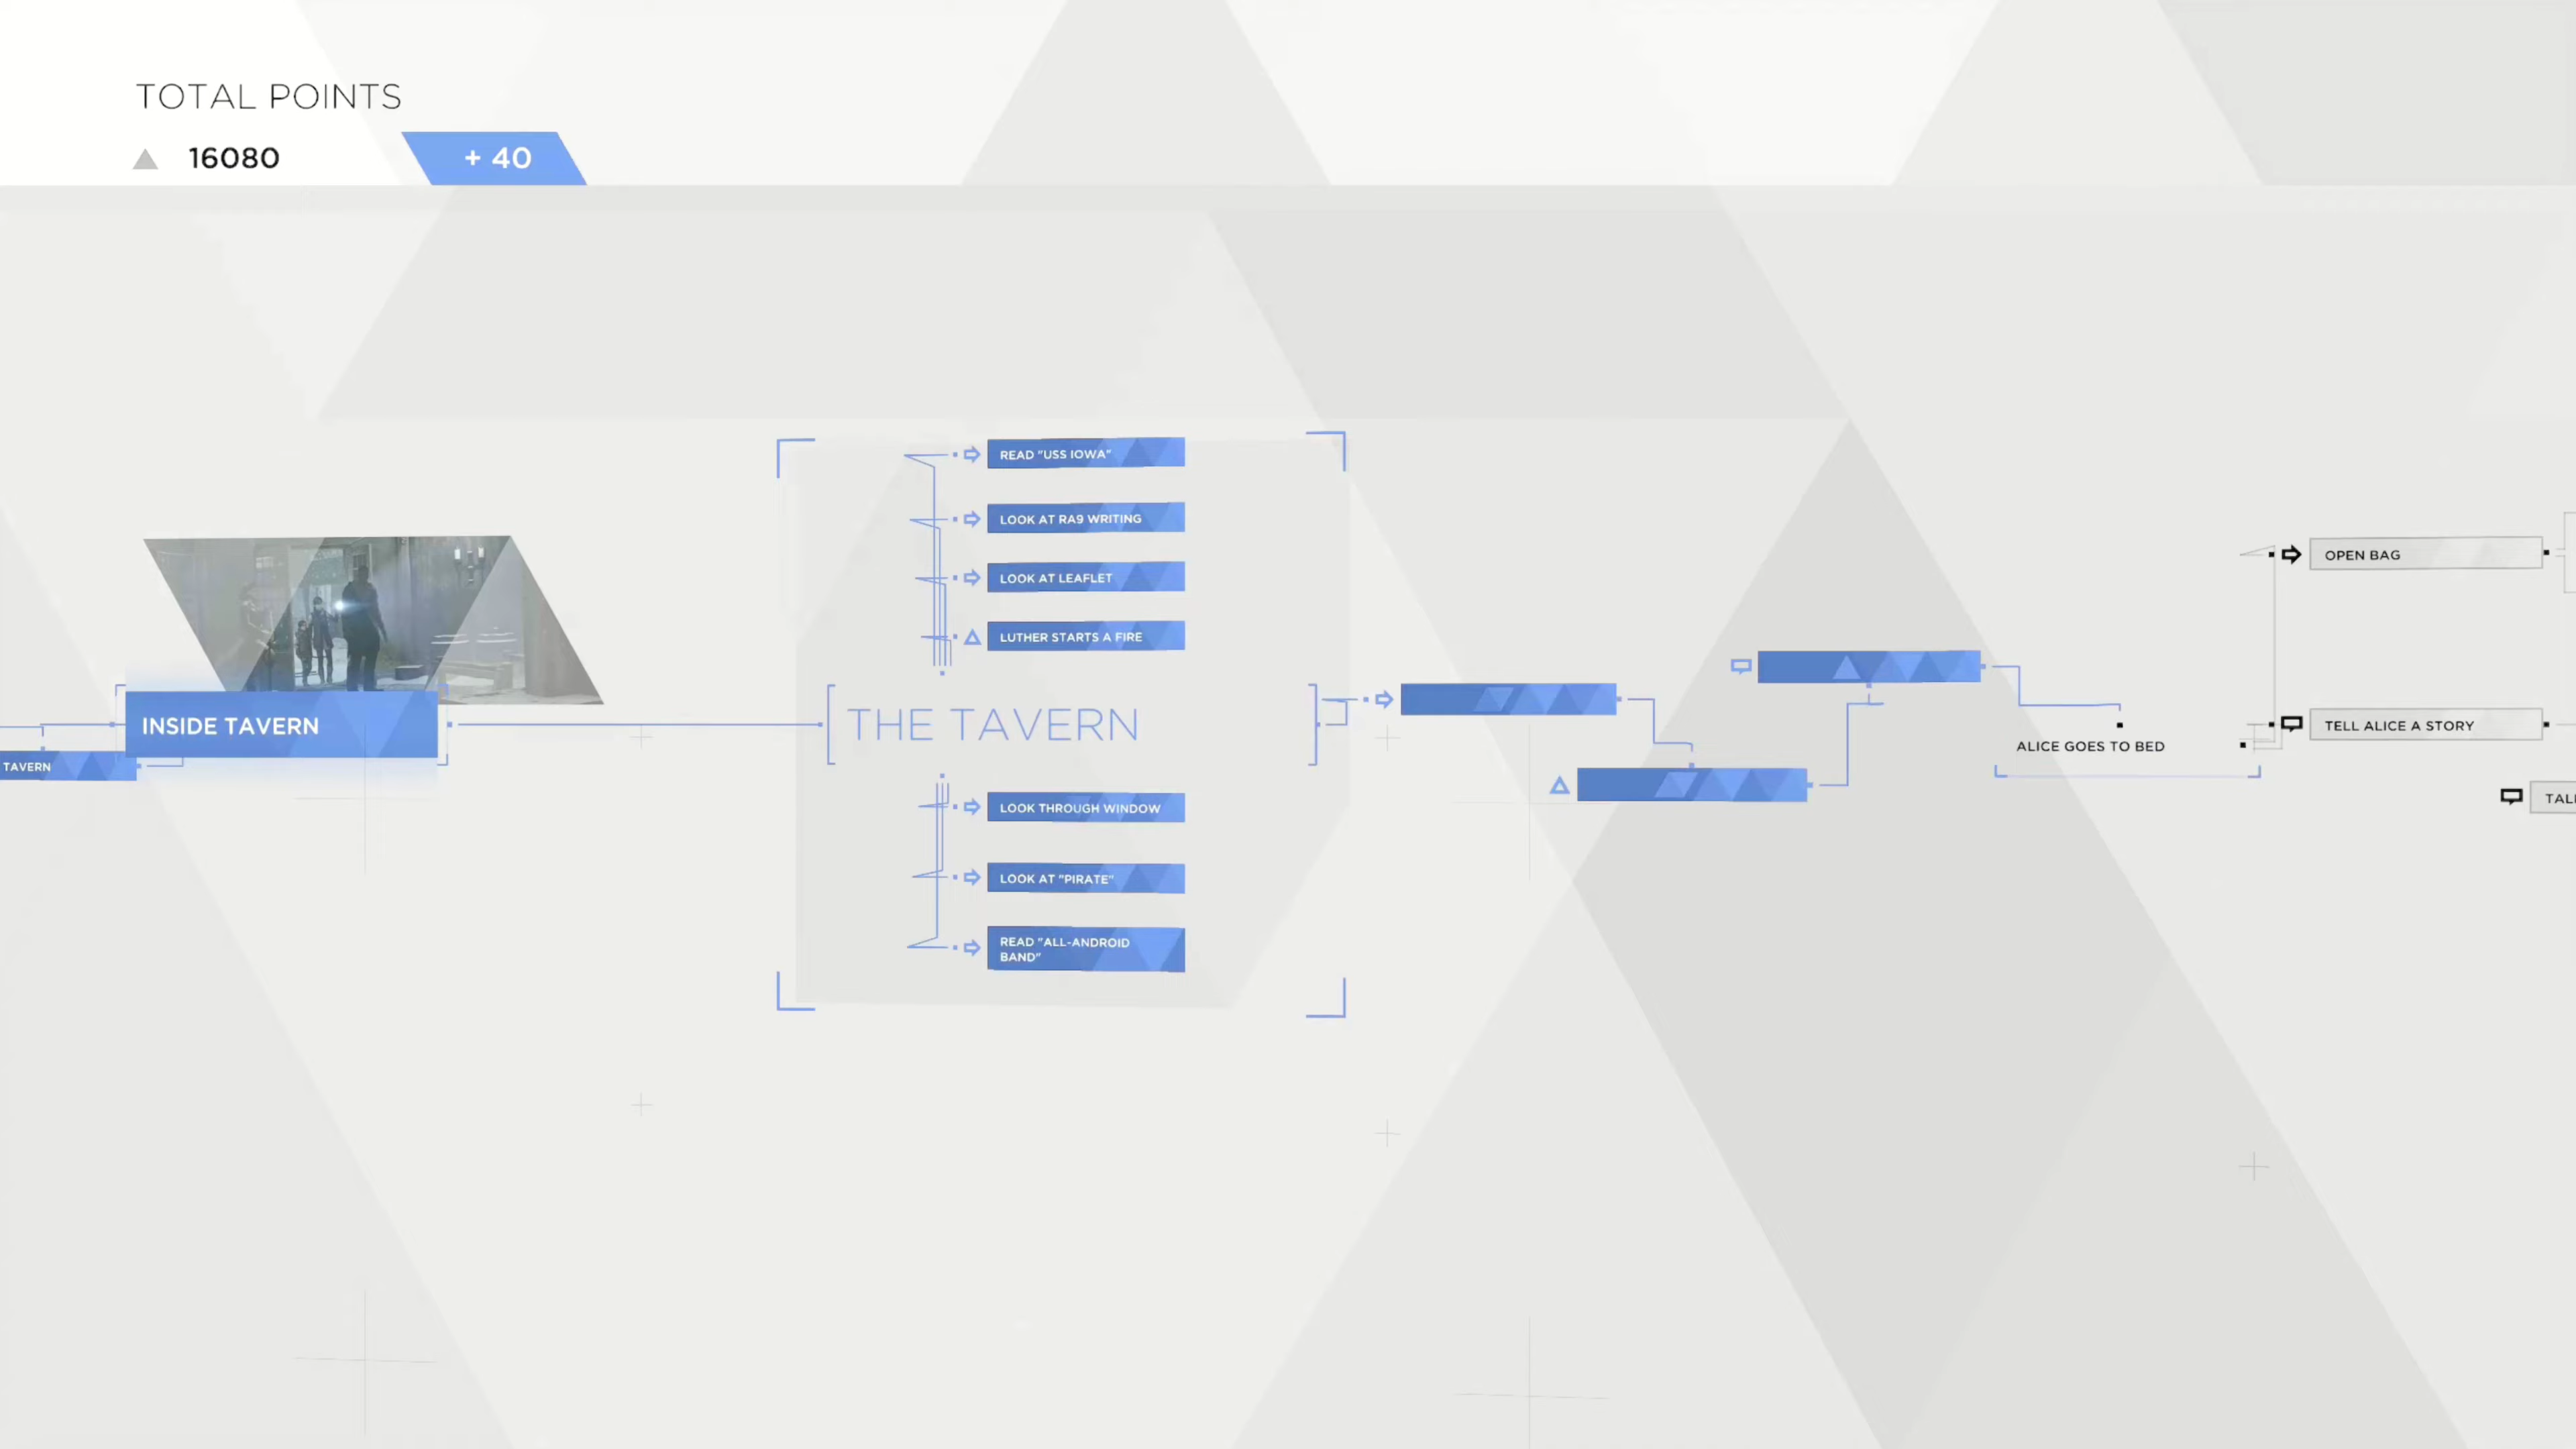 TOTAL POINTS
16080
+ 40
TAVERN
INSIDE TAVERN
THE TAVERN
READ "USS IOWA"
LOOK AT RA9 WRITING
LOOK AT LEAFLET
LUTHER STARTS A FIRE
LOOK THROUGH WINDOW
LOOK AT "PIRATE"
READ "ALL-ANDROID
BAND"
ALICE GOES TO BED
OPEN BAG
TELL ALICE A STORY